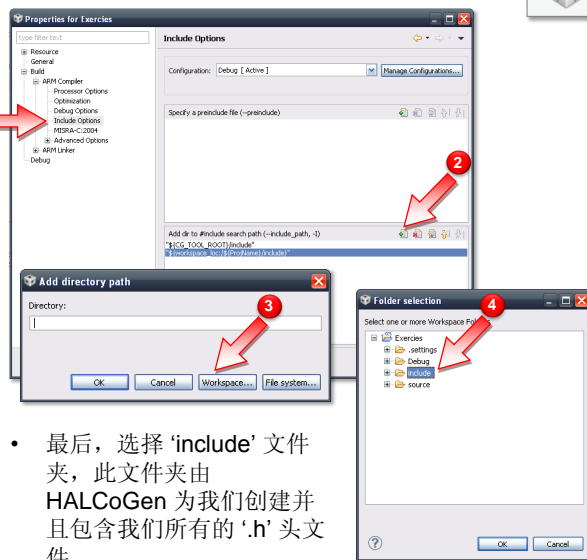 Properties for Exercies
type filter text
Include Options
Resource
General
Build
ARM Compiler
Processor Options
Optimization
Debug Options
Include Options
MISRA-C:2004
Advanced Options
ARM Linker
Debug
Configuration:
Debug [ Active ]
Manage Configurations...
Specify a preinclude file (--preinclude)
2
Add dir to #include search path (--include_path, -I)
"${CG_TOOL_ROOT}/include"
"${workspace_loc:/${ProjName}/include}"
Add directory path
Directory:
3
OK
Cancel
Workspace...
File system...
Folder selection
4
Select one or more Workspace
Exercies
.settings
Debug
include
source
OK
Cancel
• 最后，选择 ‘include’ 文件
夹，此文件夹由
HALCoGen 为我们创建并
且包含我们所有的 ‘.h’ 头文
件